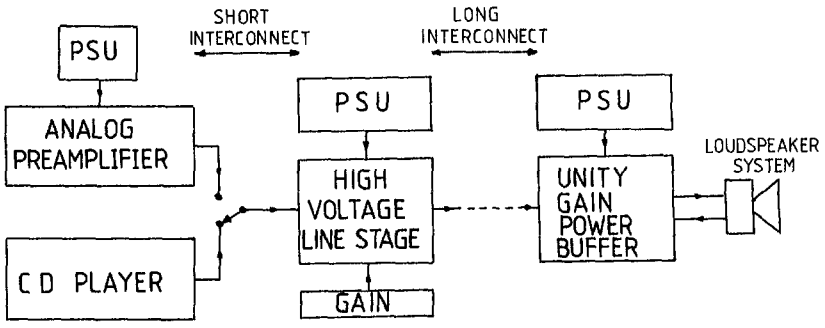 SHORT
INTERCONNECT
LONG
INTERCONNECT
PSU
ANALOG
PREAMPLIFIER
CD PLAYER
PSU
HIGH
VOLTAGE
LINE STAGE
GAIN
PSU
UNITY
GAIN
POWER
BUFFER
LOUDSPEAKER
SYSTEM